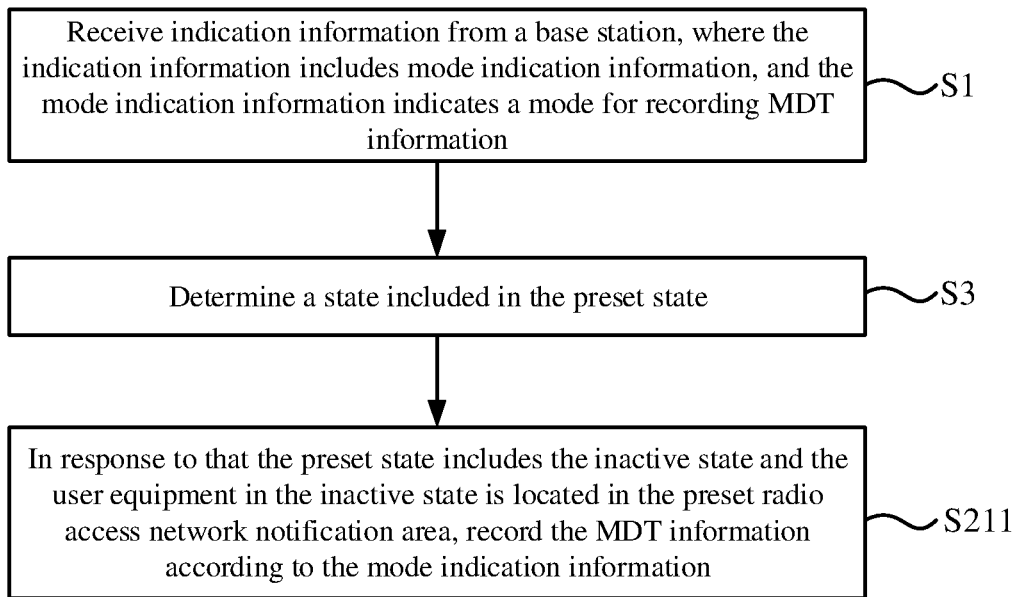 Receive indication information from a base station, where the
indication information includes mode indication information, and the
mode indication information indicates a mode for recording MDT
information
S1
Determine a state included in the preset state
S3
In response to that the preset state includes the inactive state and the
user equipment in the inactive state is located in the preset radio
access network notification area, record the MDT information
according to the mode indication information
S211